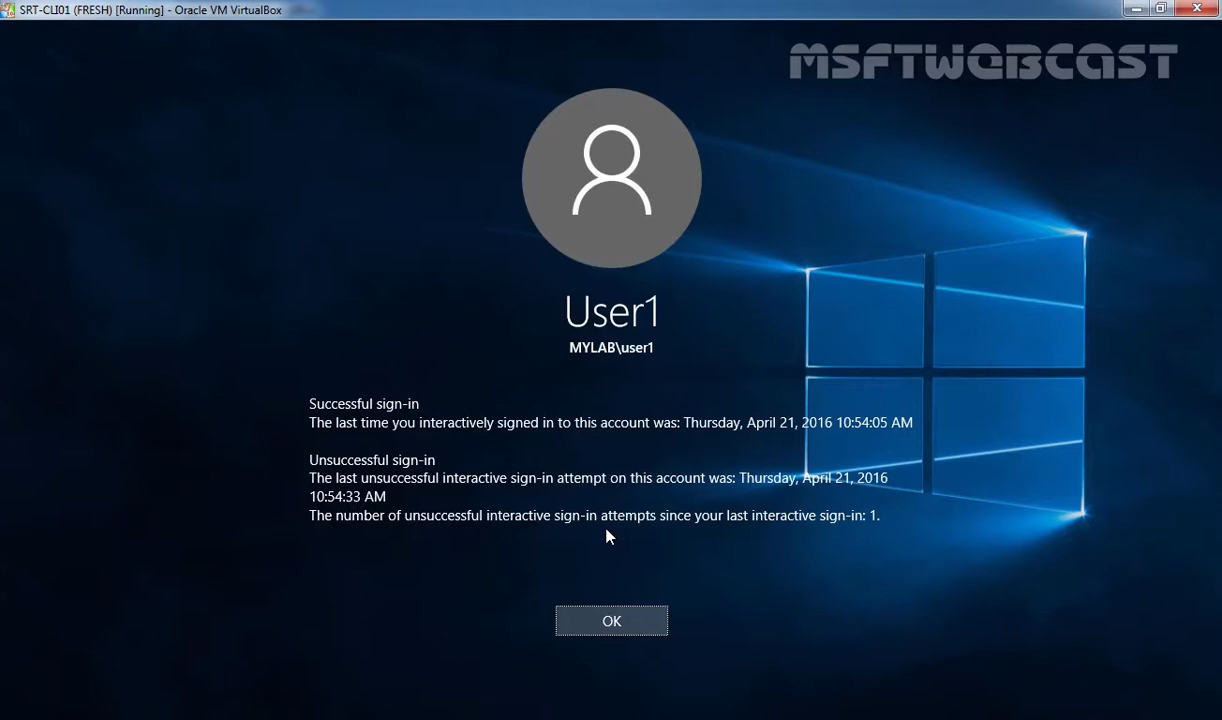 SRT-CLI01 (FRESH) [Running] - Oracle VM VirtualBox
MSFTWEBCAST
User1
MYLAB\user1
Successful sign-in
The last time you interactively signed in to this account was: Thursday, April 21, 2016 10:54:05 AM
Unsuccessful sign-in
The last unsuccessful interactive sign-in attempt on this account was: Thursday, April 21, 2016
10:54:33 AM
The number of unsuccessful interactive sign-in attempts since your last interactive sign-in: 1.
OK